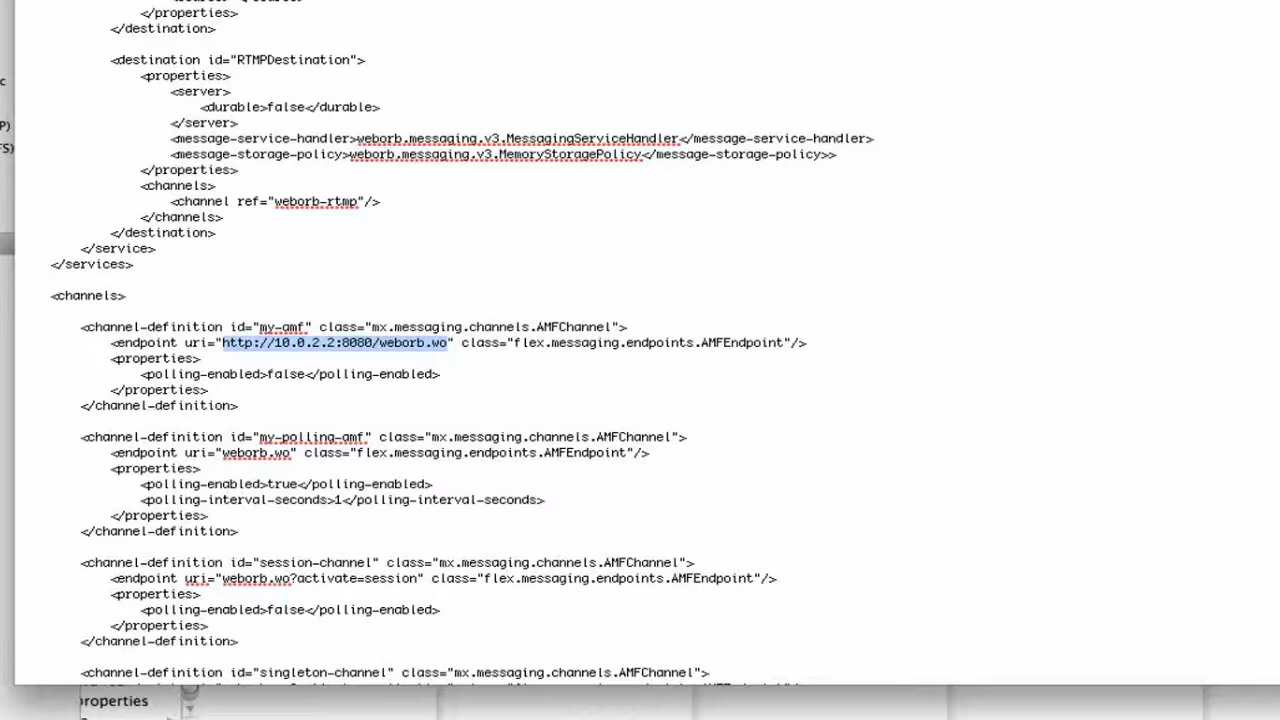 </properties>
</destination>
<destination id="RTMPDestination">
<properties>
<server>
<durable>false</durable>
</server>
<message-service-handler>weborb.messaging.v3.MessagingServiceHandler</message-service-handler>
<message-storage-policy>weborb.messaging.v3.MemoryStoragePolicy</message-storage-policy>>
</properties>
<channels>
<channel ref="weborb-rtmp"/>
</channels>
</destination>
</service>
</services>
<channels>
<channel-definition id="my-amf" class="mx.messaging.channels.AMFChannel">
<endpoint uri="http://10.0.2.2:8080/weborb.wo" class="flex.messaging.endpoints.AMFEndpoint"/>
<properties>
<polling-enabled>false</polling-enabled>
</properties>
</channel-definition>
<channel-definition id="my-polling-amf" class="mx.messaging.channels.AMFChannel">
<endpoint uri="weborb.wo" class="flex.messaging.endpoints.AMFEndpoint"/>
<properties>
<polling-enabled>true</polling-enabled>
<polling-interval-seconds>1</polling-interval-seconds>
</properties>
</channel-definition>
<channel-definition id="session-channel" class="mx.messaging.channels.AMFChannel">
<endpoint uri="weborb.wo?activate=session" class="flex.messaging.endpoints.AMFEndpoint"/>
<properties>
<polling-enabled>false</polling-enabled>
</properties>
</channel-definition>
<channel-definition id="singleton-channel" class="mx.messaging.channels.AMFChannel">
properties